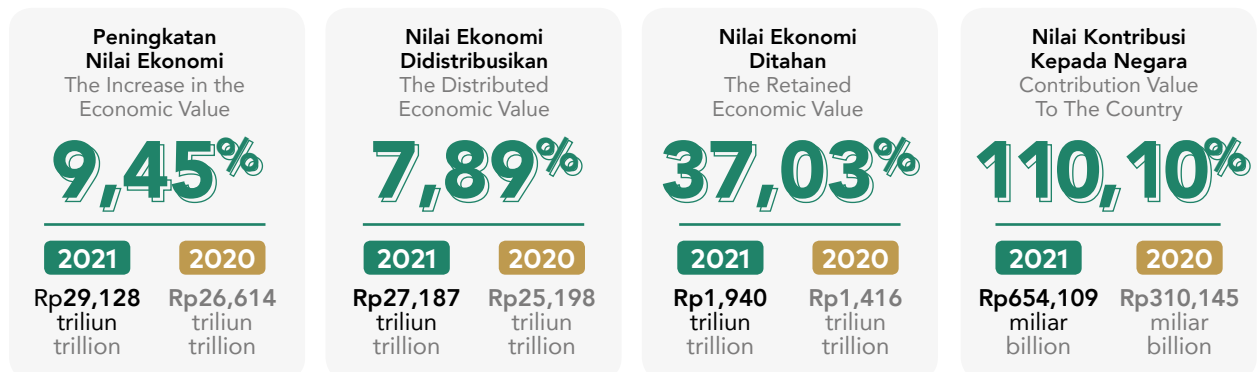 Peningkatan
Nilai Ekonomi
The Increase in the
Economic Value
9,45%
2021 2020
Rp29,128 Rp26,614
triliun triliun
trillion trillion
Nilai Ekonomi
Didistribusikan
The Distributed
Economic Value
7,89%
2021 2020
Rp27,187 Rp25,198
triliun triliun
trillion trillion
Nilai Ekonomi
Ditahan
The Retained
Economic Value
37,03%
2021 2020
Rp1,940 Rp1,416
triliun triliun
trillion trillion
Nilai Kontribusi
Kepada Negara
Contribution Value
To The Country
110,10%
2021 2020
Rp654,109 Rp310,145
miliar miliar
billion billion